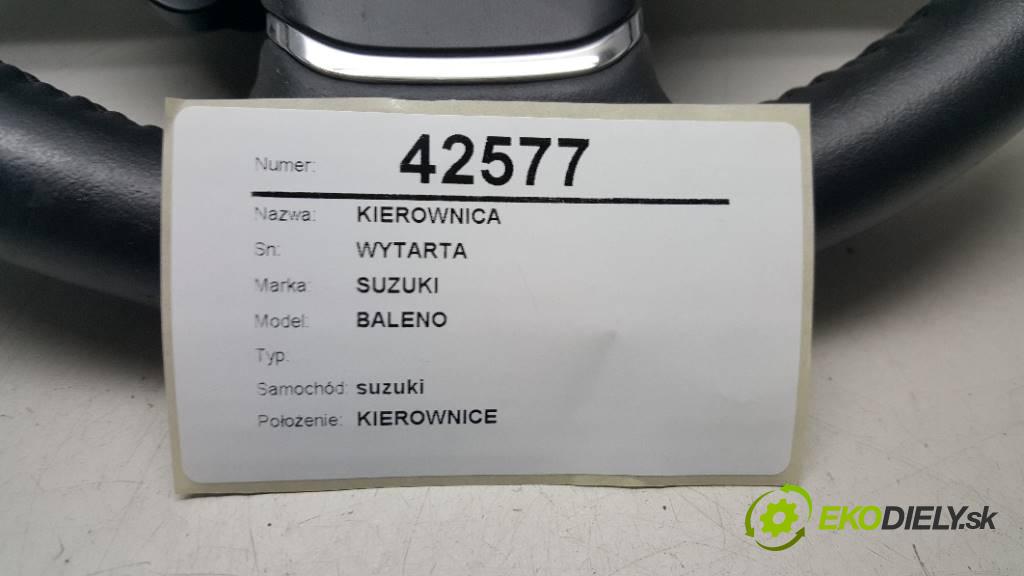 Numer: 42577
Nazwa: KIEROWNICA
Sn: WYTARTA
Marka: SUZUKI
Model: BALENO
Typ:
Samochód: suzuki
Położenie: KIEROWNICE
EKODIELY.sk